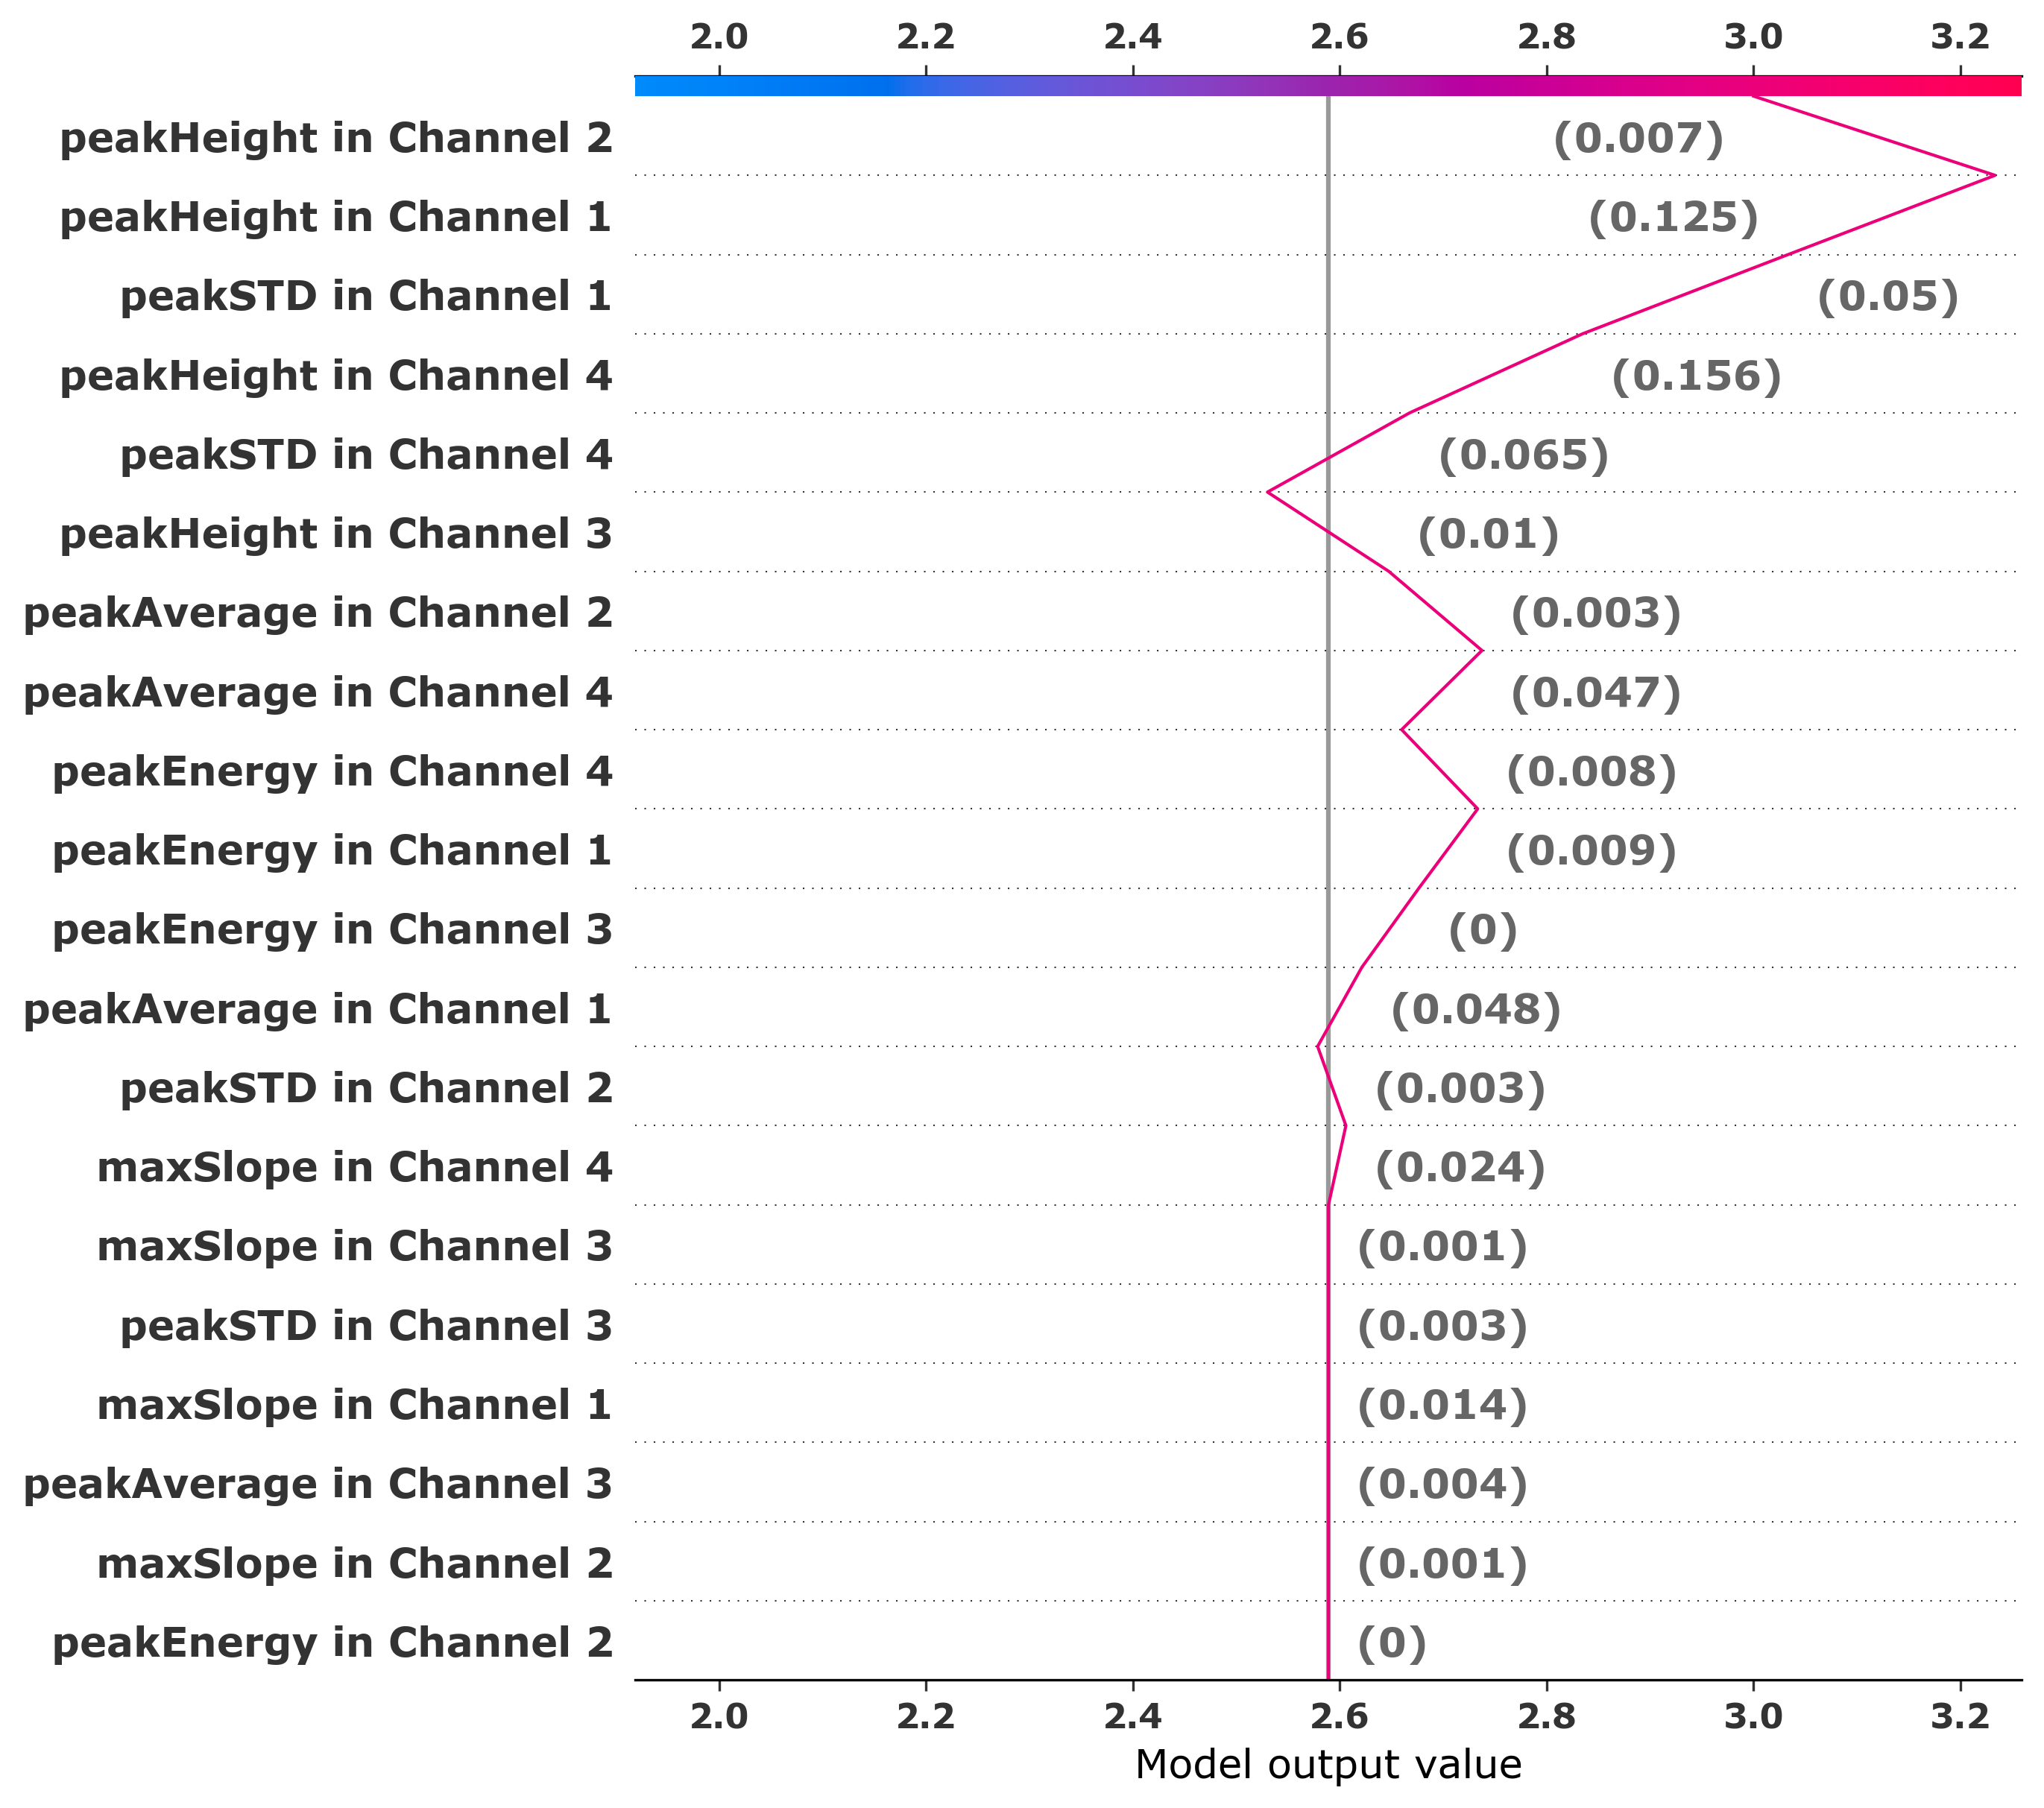 2.0 2.2 2.4 2.6 2.8 3.0 3.2
peakHeight in Channel 2 (0.007)
peakHeight in Channel 1 (0.125)
peakSTD in Channel 1 (0.05)
peakHeight in Channel 4 (0.156)
peakSTD in Channel 4 (0.065)
peakHeight in Channel 3 (0.01)
peakAverage in Channel 2 (0.003)
peakAverage in Channel 4 (0.047)
peakEnergy in Channel 4 (0.008)
peakEnergy in Channel 1 (0.009)
peakEnergy in Channel 3 (0)
peakAverage in Channel 1 (0.048)
peakSTD in Channel 2 (0.003)
maxSlope in Channel 4 (0.024)
maxSlope in Channel 3 (0.001)
peakSTD in Channel 3 (0.003)
maxSlope in Channel 1 (0.014)
peakAverage in Channel 3 (0.004)
maxSlope in Channel 2 (0.001)
peakEnergy in Channel 2 (0)
2.0 2.2 2.4 2.6 2.8 3.0 3.2
Model output value